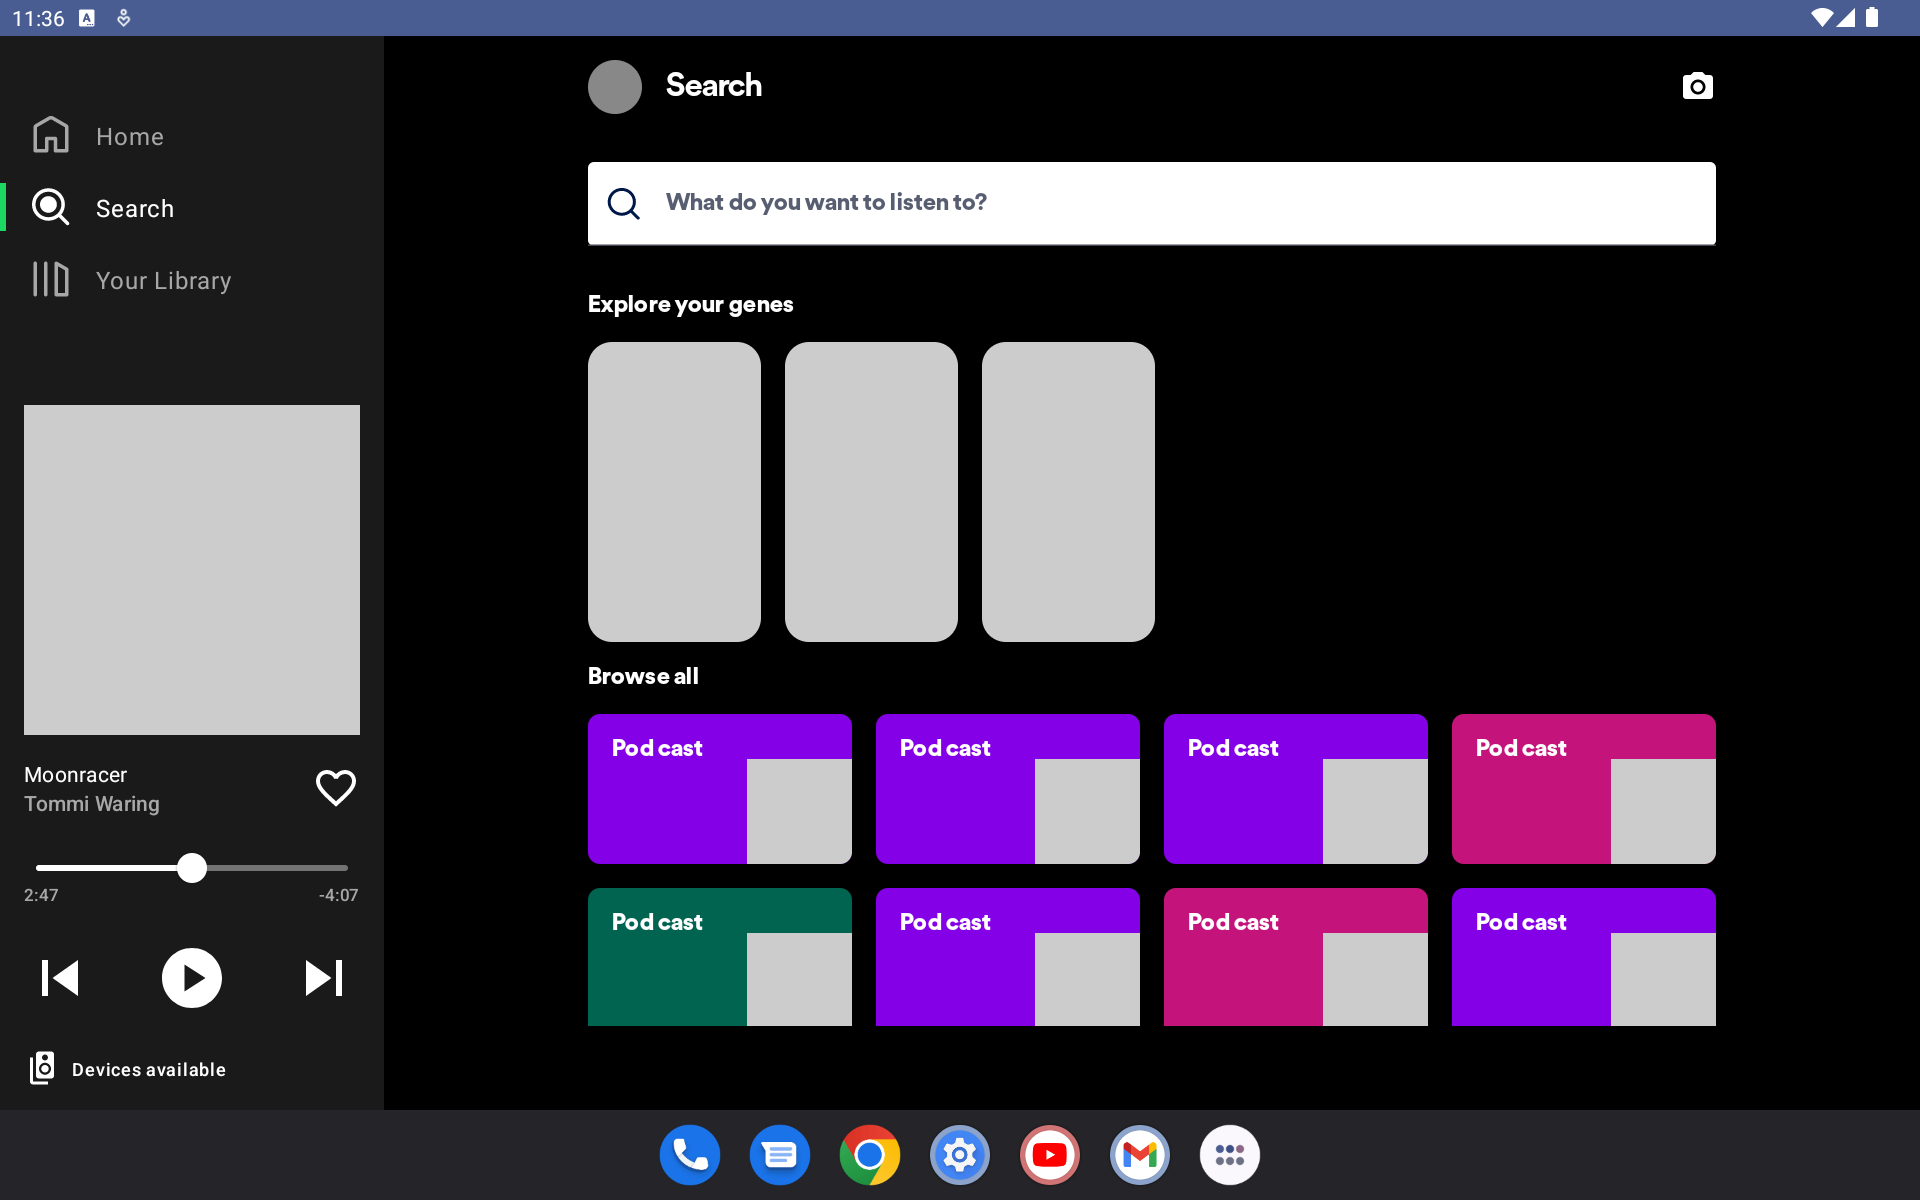 11:36
Home
Search
Your Library
Moonracer
Tommi Waring
2:47
-4:07
Devices available
Search
What do you want to listen to?
Explore your genes
Browse all
Pod cast
Pod cast
Pod cast
Pod cast
Pod cast
Pod cast
Pod cast
Pod cast